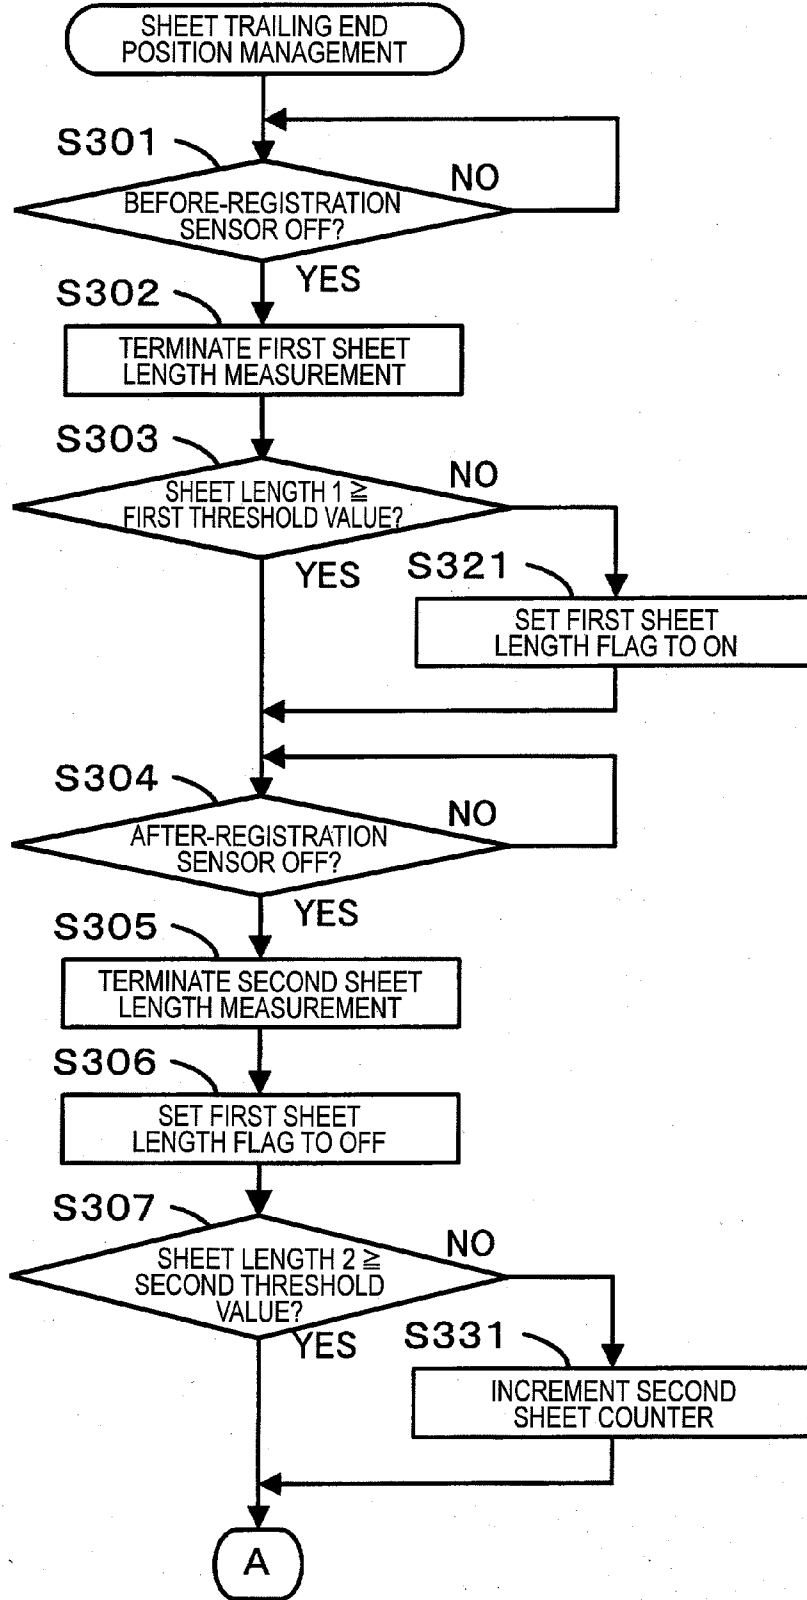 SHEET TRAILING END
POSITION MANAGEMENT
S301
NO
BEFORE-REGISTRATION
SENSOR OFF?
YES
S302
TERMINATE FIRST SHEET
LENGTH MEASUREMENT
S303
NO
SHEET LENGTH 1 ≧
FIRST THRESHOLD VALUE?
YES
S321
SET FIRST SHEET
LENGTH FLAG TO ON
S304
NO
AFTER-REGISTRATION
SENSOR OFF?
YES
S305
TERMINATE SECOND SHEET
LENGTH MEASUREMENT
S306
SET FIRST SHEET
LENGTH FLAG TO OFF
S307
NO
SHEET LENGTH 2 ≧
SECOND THRESHOLD
VALUE?
YES
S331
INCREMENT SECOND
SHEET COUNTER
A